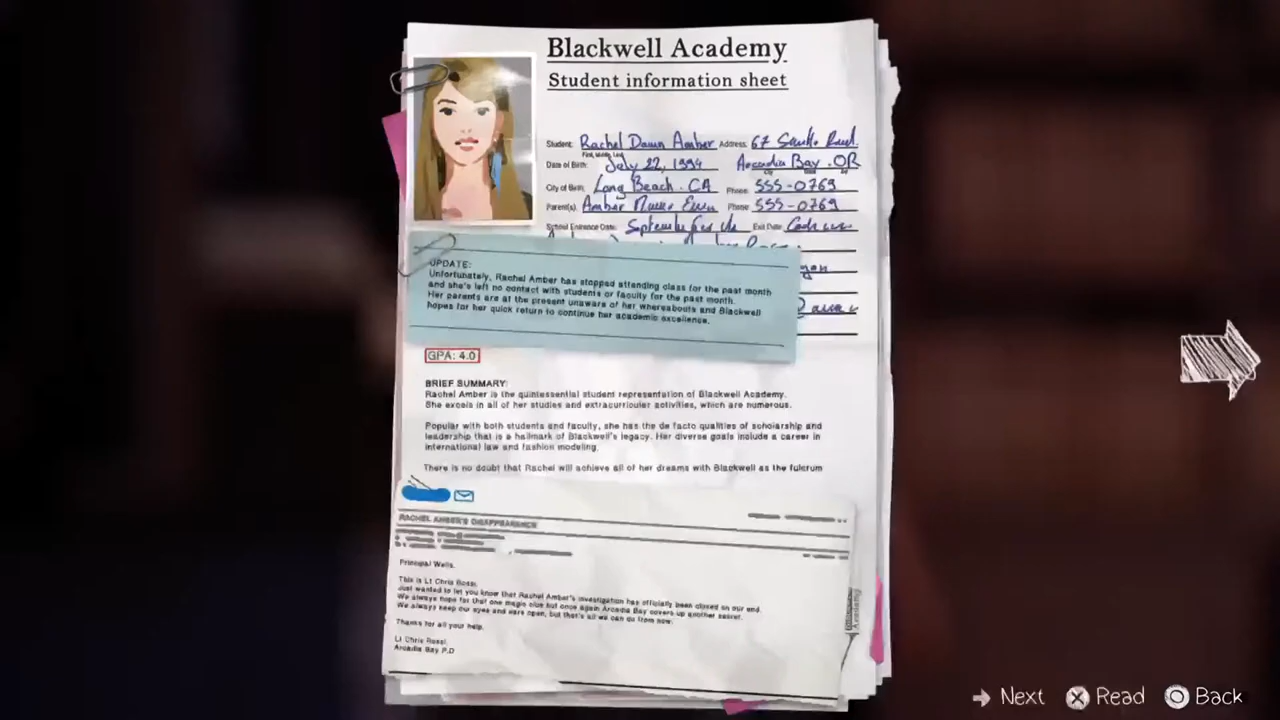 Blackwell Academy
Student information sheet
Student: Rachel Dawn Amber Address: 67
First, Middle, Last
Date of Birth: July 22, 1994 Arcadia Bay . OR
City of Birth: Long Beach . CA Phone: 555-0769
Parent(s): Amber Phone: 555-0769
School Entrance Date: Exit Date:
UPDATE:
Unfortunately, Rachel Amber has stopped attending class for the past month
and she's left no contact with students or faculty for the past month.
Her parents are at the present unaware of her whereabouts and Blackwell
hopes for her quick return to continue her academic excellence.
GPA: 4.0
BRIEF SUMMARY:
Rachel Amber is the quintessential student representation of Blackwell Academy.
She excels in all of her studies and extracurricular activities, which are numerous.
Popular with both students and faculty, she has the de facto qualities of scholarship and
leadership that is a hallmark of Blackwell's legacy. Her diverse goals include a career in
international law and fashion modeling.
There is no doubt that Rachel will achieve all of her dreams with Blackwell as the fulcrum
RACHEL AMBER'S DISAPPEARANCE
Principal Wells,
This is Lt Chris Rossi.
Just wanted to let you know that Rachel Amber's investigation has officially been closed on our end.
We always hope for that one magic clue but once again Arcadia Bay covers up another secret.
We always keep our eyes and ears open, but that's all we can do from now.
Thanks for all your help.
Lt Chris Rossi,
Arcadia Bay P.D
Blackwell Academy
Next Read Back